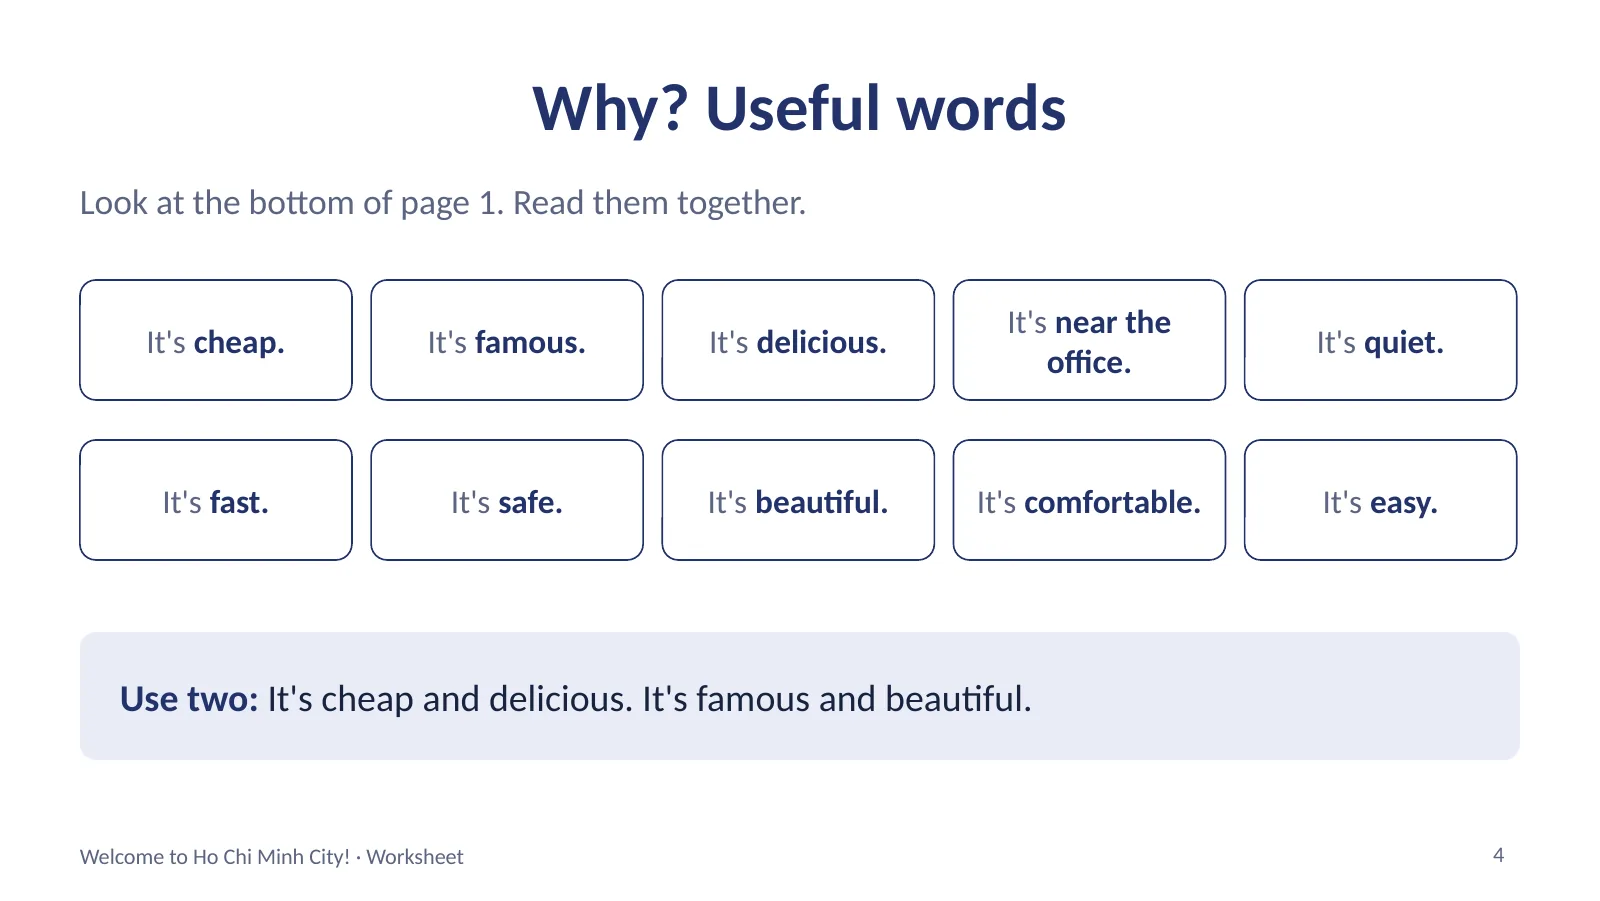 Why? Useful words
Look at the bottom of page 1. Read them together.
It's cheap.
It's famous.
It's delicious.
It's near the
office.
It's quiet.
It's fast.
It's safe.
It's beautiful.
It's comfortable.
It's easy.
Use two: It's cheap and delicious. It's famous and beautiful.
Welcome to Ho Chi Minh City! · Worksheet
4